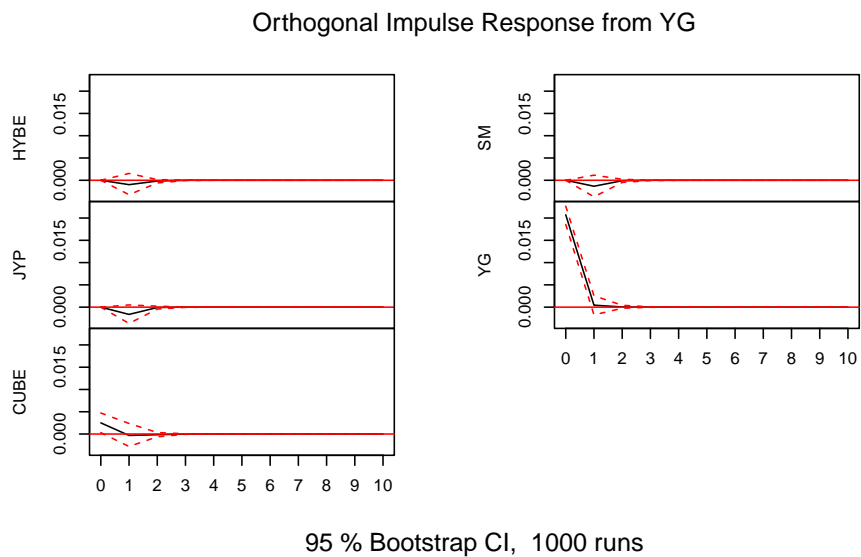 Orthogonal Impulse Response from YG
HYBE
0.000 0.015
JYP
0.000 0.015
CUBE
0.000 0.015
0 1 2 3 4 5 6 7 8 9 10
SM
0.000 0.015
YG
0.000 0.015
0 1 2 3 4 5 6 7 8 9 10
95 % Bootstrap CI, 1000 runs